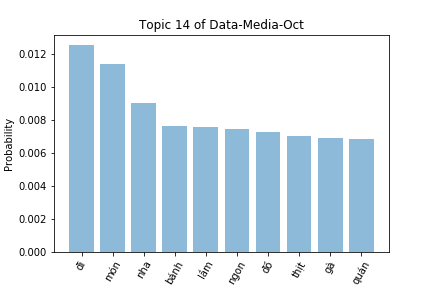 Topic 14 of Data-Media-Oct
Probability
0.012
0.010
0.008
0.006
0.004
0.002
0.000
đi
món
nha
bánh
lắm
ngon
đó
thịt
gà
quán